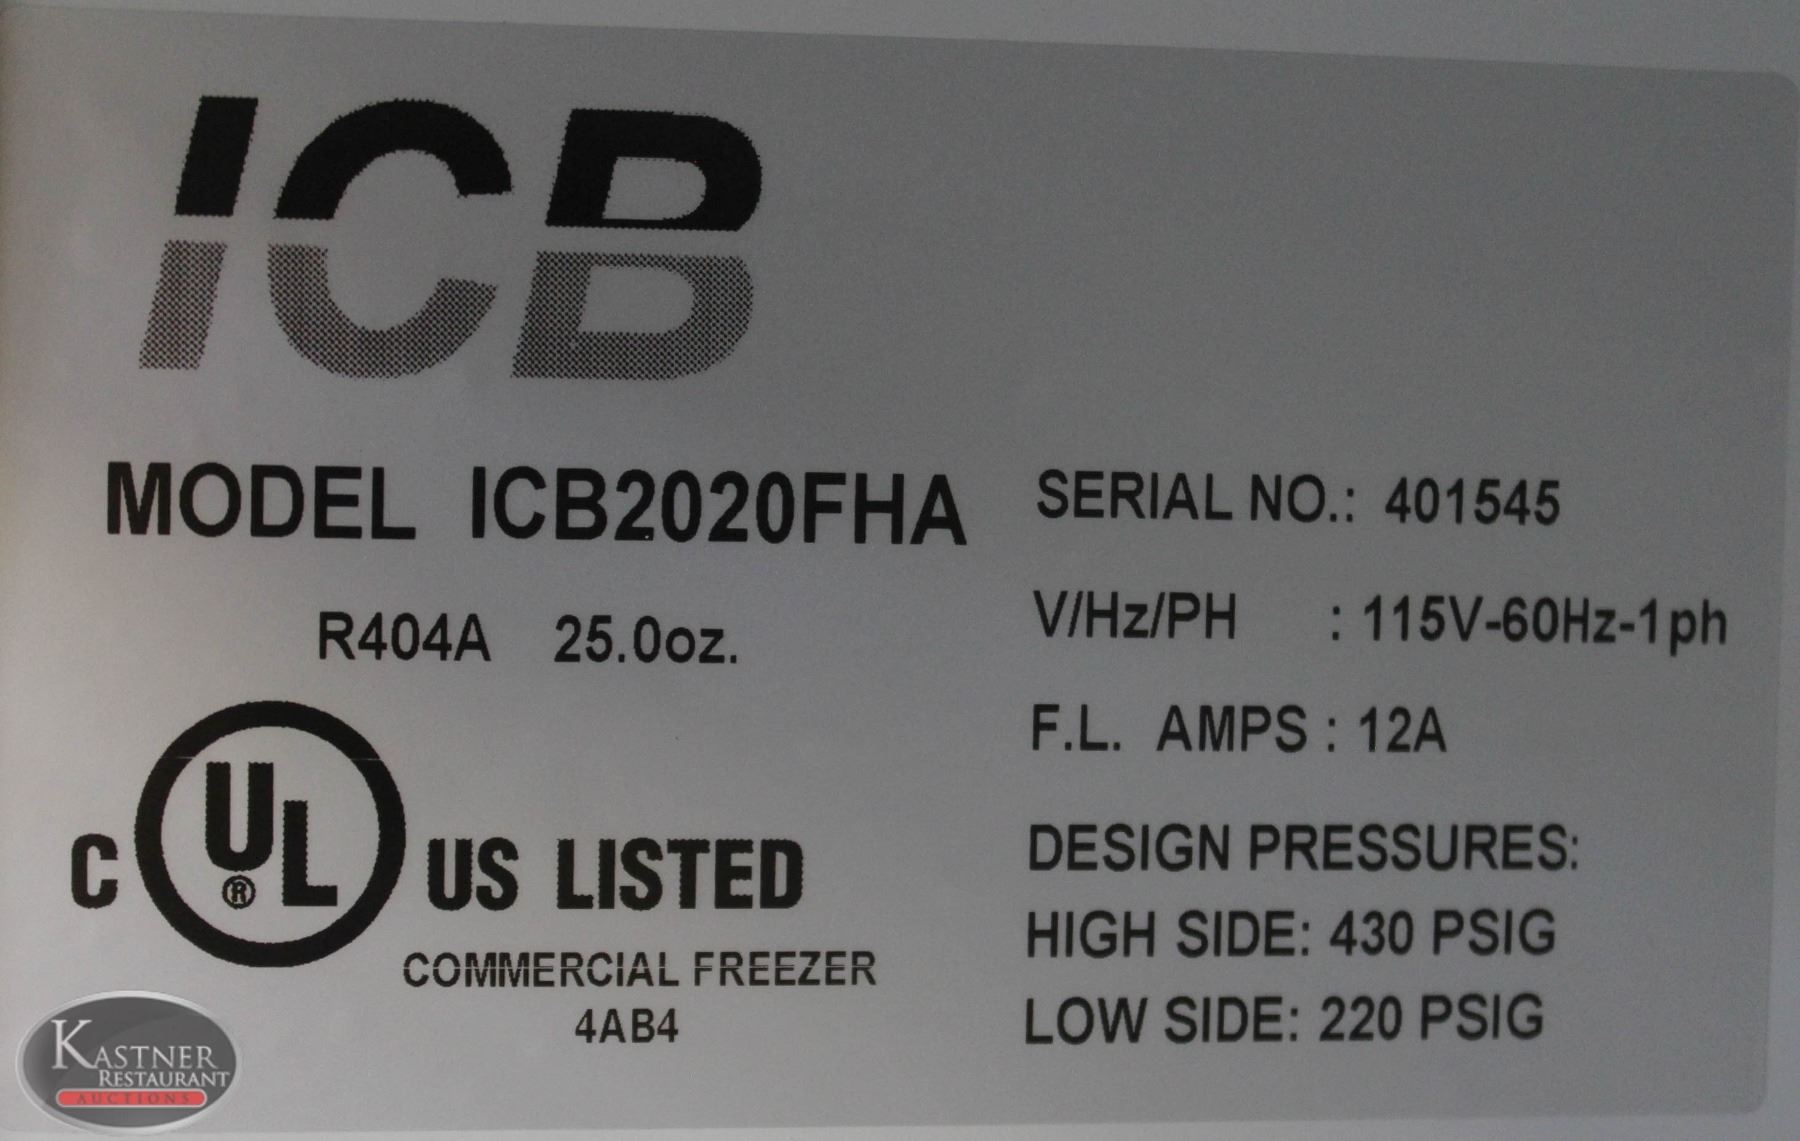 ICB
MODEL ICB2020FHA
R404A 25.0oz.
C UL® US LISTED
COMMERCIAL FREEZER
4AB4
SERIAL NO.: 401545
V/Hz/PH : 115V-60Hz-1ph
F.L. AMPS : 12A
DESIGN PRESSURES:
HIGH SIDE: 430 PSIG
LOW SIDE: 220 PSIG
KASTNER
RESTAURANT
AUCTIONS